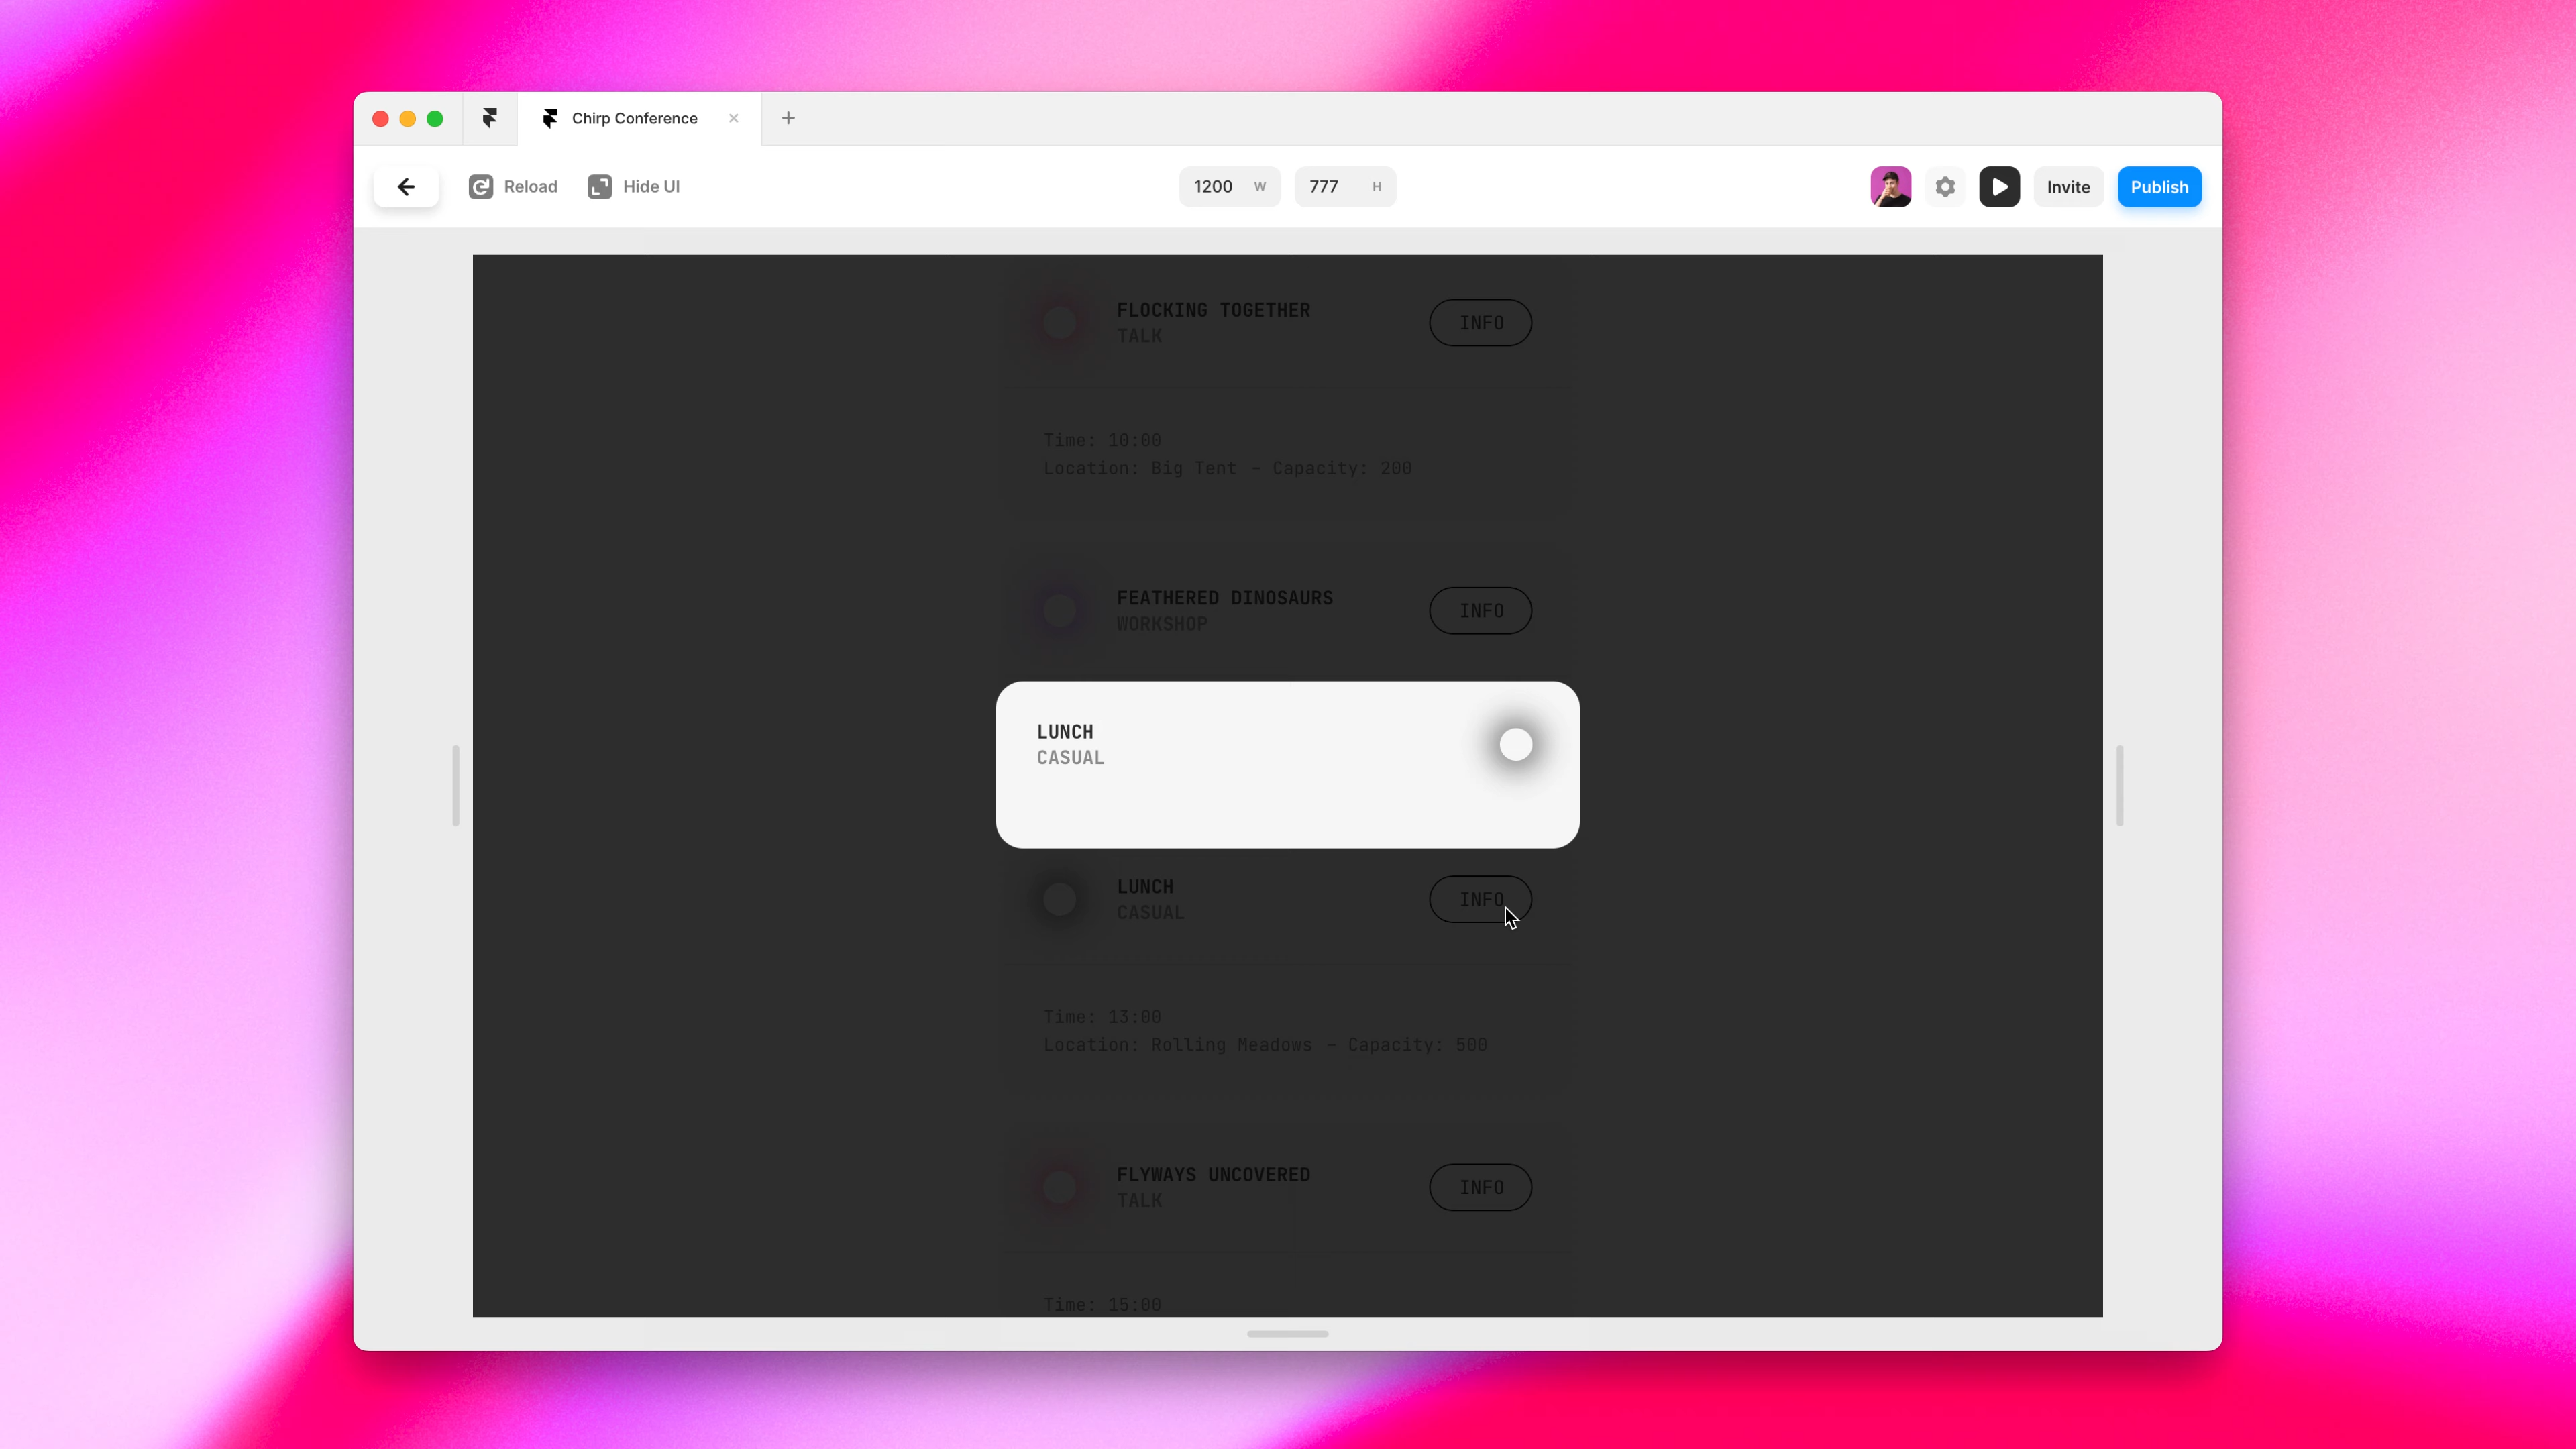 Chirp Conference
Reload
Hide UI
1200 W
777 H
Invite
Publish
FLOCKING TOGETHER
TALK
INFO
Time: 10:00
Location: Big Tent – Capacity: 200
FEATHERED DINOSAURS
WORKSHOP
INFO
LUNCH
CASUAL
LUNCH
CASUAL
INFO
Time: 13:00
Location: Rolling Meadows – Capacity: 500
FLYWAYS UNCOVERED
TALK
INFO
Time: 15:00